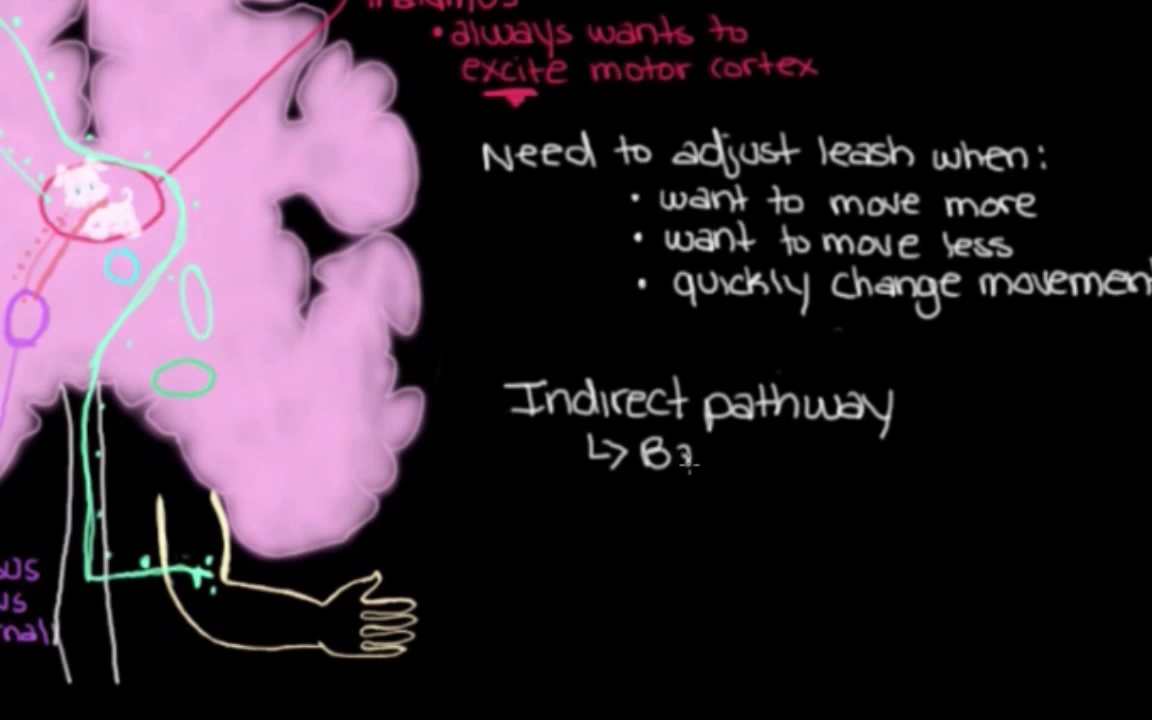 • always wants to
excite motor cortex
Need to adjust leash when:
• want to move more
• want to move less
• quickly change movement
Indirect pathway
↳ Ba